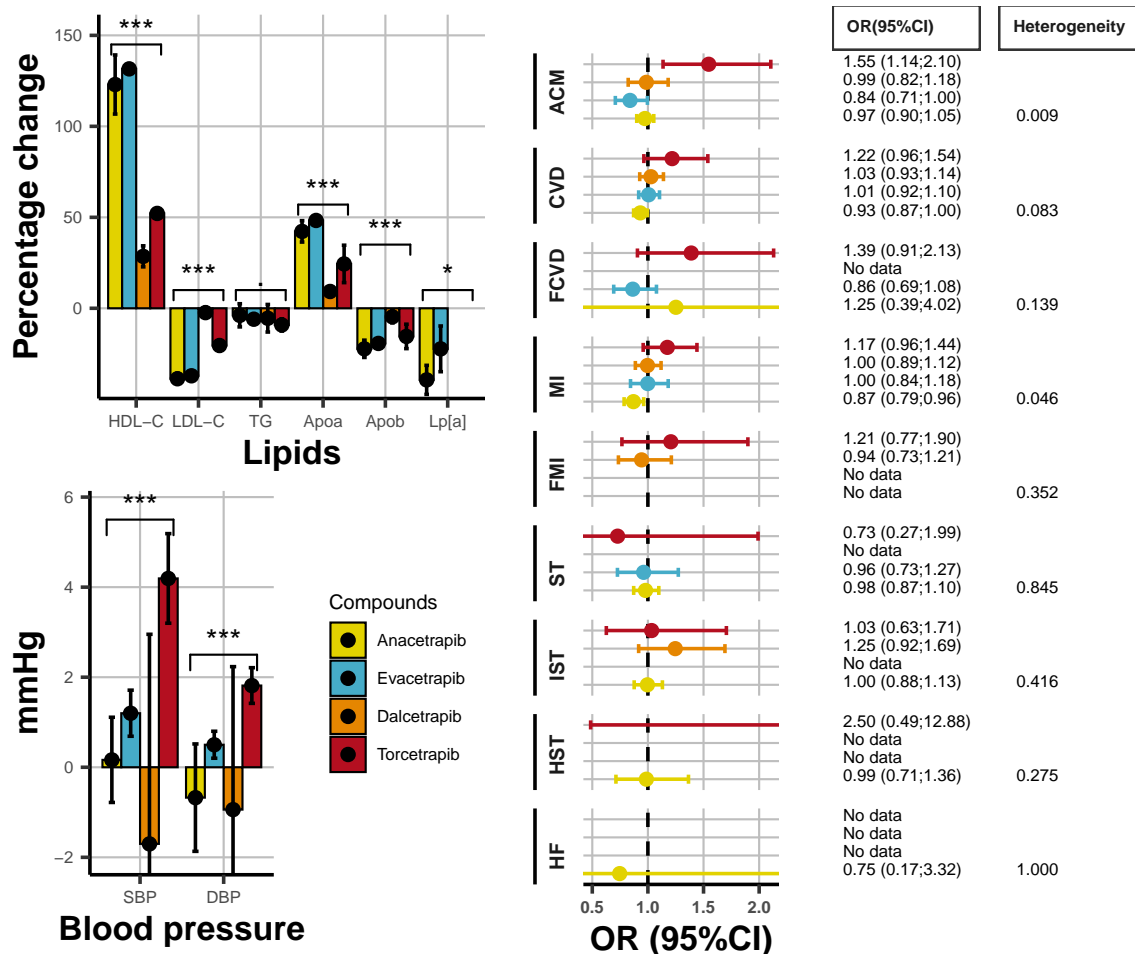 150
100
50
0
Percentage change
***
***
.
***
***
*
HDL−C LDL−C TG Apoa Apob Lp[a]
Lipids
6
4
2
0
−2
mmHg
***
***
SBP DBP
Blood pressure
Compounds
Anacetrapib
Evacetrapib
Dalcetrapib
Torcetrapib
OR(95%CI) Heterogeneity
ACM
1.55 (1.14;2.10)
0.99 (0.82;1.18)
0.84 (0.71;1.00)
0.97 (0.90;1.05) 0.009
CVD
1.22 (0.96;1.54)
1.03 (0.93;1.14)
1.01 (0.92;1.10)
0.93 (0.87;1.00) 0.083
FCVD
1.39 (0.91;2.13)
No data
0.86 (0.69;1.08)
1.25 (0.39;4.02) 0.139
MI
1.17 (0.96;1.44)
1.00 (0.89;1.12)
1.00 (0.84;1.18)
0.87 (0.79;0.96) 0.046
FMI
1.21 (0.77;1.90)
0.94 (0.73;1.21)
No data
No data 0.352
ST
0.73 (0.27;1.99)
No data
0.96 (0.73;1.27)
0.98 (0.87;1.10) 0.845
IST
1.03 (0.63;1.71)
1.25 (0.92;1.69)
No data
1.00 (0.88;1.13) 0.416
HST
2.50 (0.49;12.88)
No data
No data
0.99 (0.71;1.36) 0.275
HF
No data
No data
No data
0.75 (0.17;3.32) 1.000
0.5 1.0 1.5 2.0
OR (95%CI)